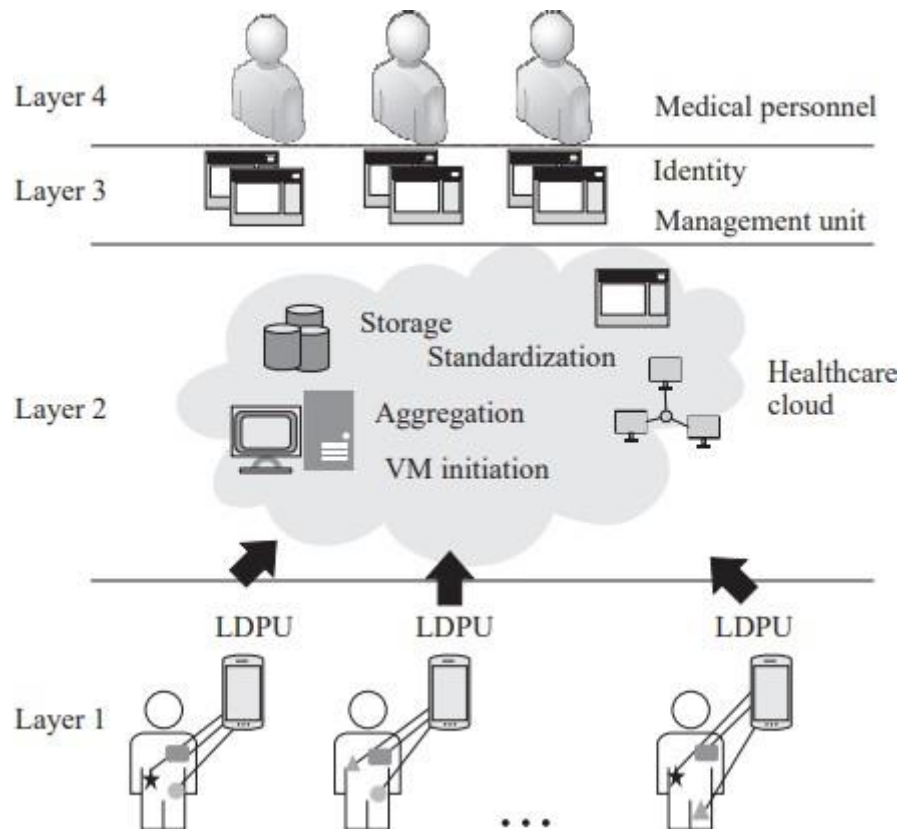 Layer 4
Medical personnel
Layer 3
Identity
Management unit
Layer 2
Storage
Standardization
Aggregation
VM initiation
Healthcare
cloud
LDPU
LDPU
LDPU
Layer 1
...